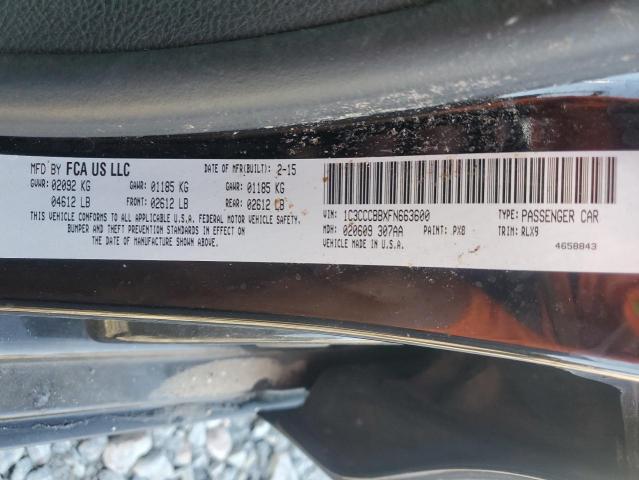 MFD BY FCA US LLC DATE OF MFR(BUILT): 2-15
GVWR: 02092 KG GAWR: 01185 KG GAWR: 01185 KG
04612 LB FRONT: 02612 LB REAR: 02612 LB
THIS VEHICLE CONFORMS TO ALL APPLICABLE U.S.A. FEDERAL MOTOR VEHICLE SAFETY,
BUMPER AND THEFT PREVENTION STANDARDS IN EFFECT ON
THE DATE OF MANUFACTURE SHOWN ABOVE.
VIN: 1C3CCCBBXFN663600 TYPE: PASSENGER CAR
MDH: 020609 307AA PAINT: PX8 TRIM: RLX9
VEHICLE MADE IN U.S.A. 4658843